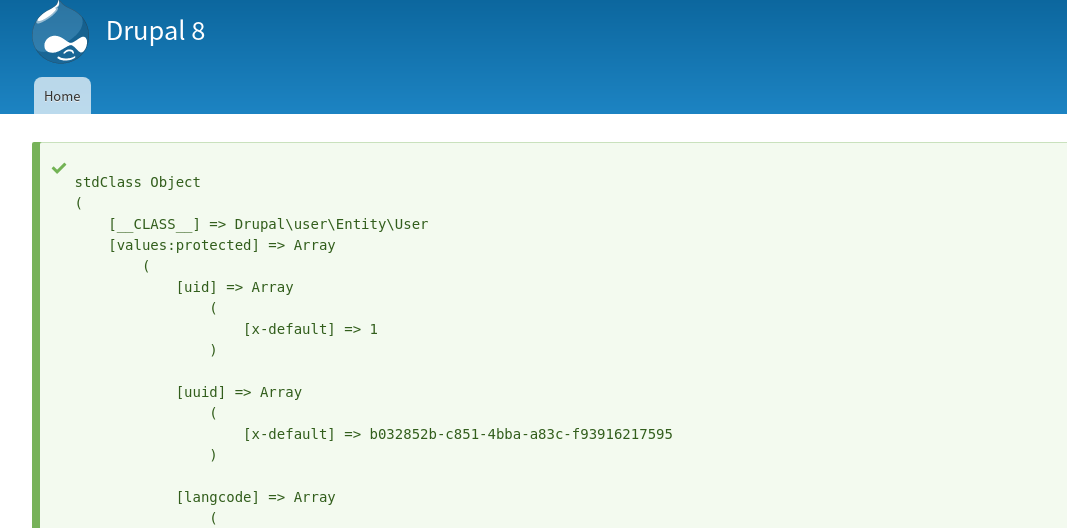 Drupal 8
Home
stdClass Object
(
    [__CLASS__] => Drupal\user\Entity\User
    [values:protected] => Array
        (
            [uid] => Array
                (
                    [x-default] => 1
                )

            [uuid] => Array
                (
                    [x-default] => b032852b-c851-4bba-a83c-f93916217595
                )

            [langcode] => Array
                (